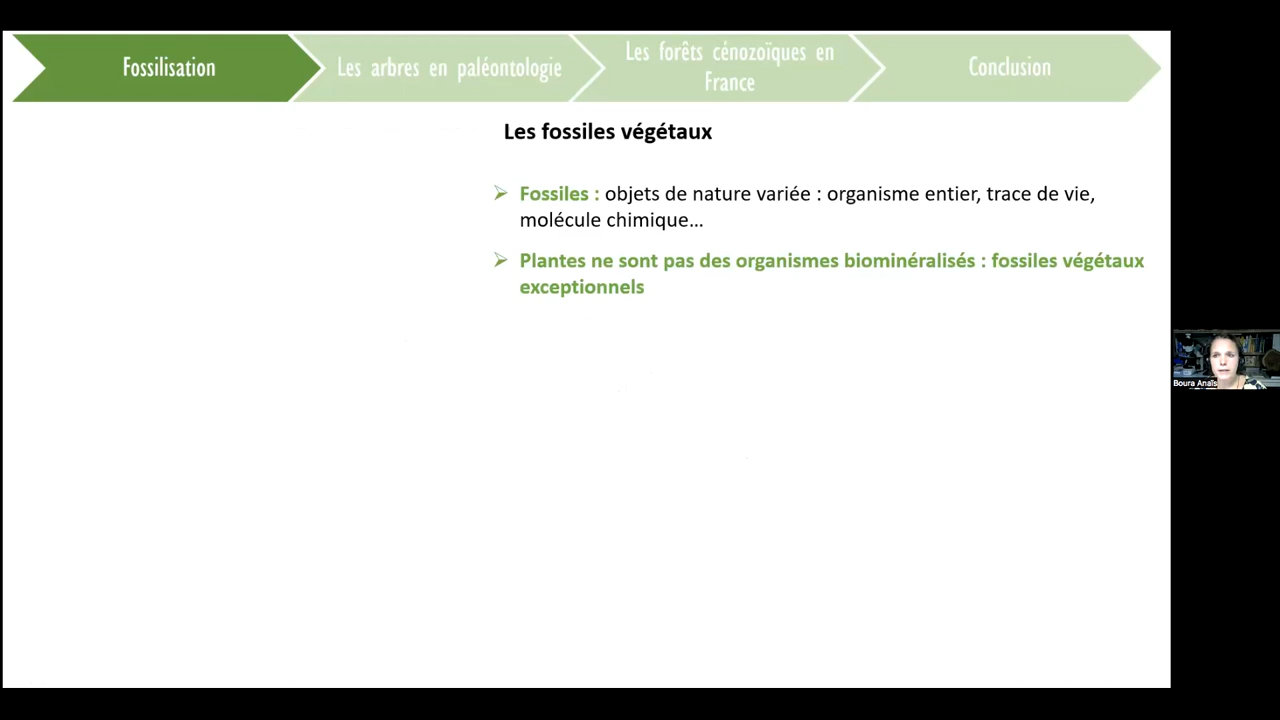 Fossilisation
Les arbres en paléontologie
Les forêts cénozoïques en
France
Conclusion
Les fossiles végétaux
Fossiles : objets de nature variée : organisme entier, trace de vie,
molécule chimique…
Plantes ne sont pas des organismes biominéralisés : fossiles végétaux
exceptionnels
Boura Anaïs